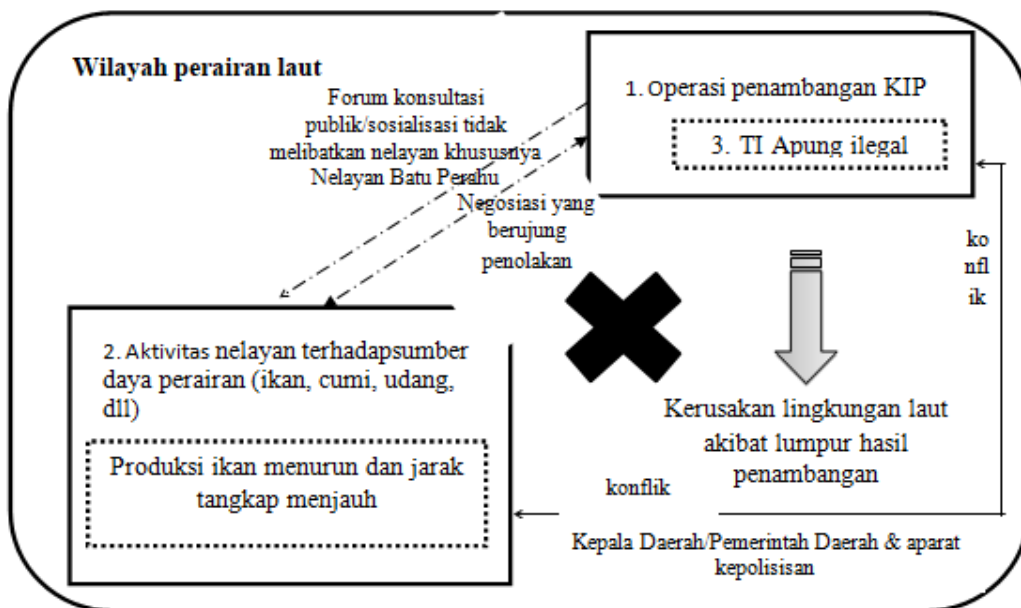 Wilayah perairan laut
Forum konsultasi
publik/sosialisasi tidak
melibatkan nelayan khususnya
Nelayan Batu Perahu
Negosiasi yang
berujung
penolakan
1. Operasi penambangan KIP
3. TI Apung ilegal
ko
nfl
ik
2. Aktivitas nelayan terhadapsumber
daya perairan (ikan, cumi, udang,
dll)
Produksi ikan menurun dan jarak
tangkap menjauh
Kerusakan lingkungan laut
akibat lumpur hasil
penambangan
konflik
Kepala Daerah/Pemerintah Daerah & aparat
kepolisisan